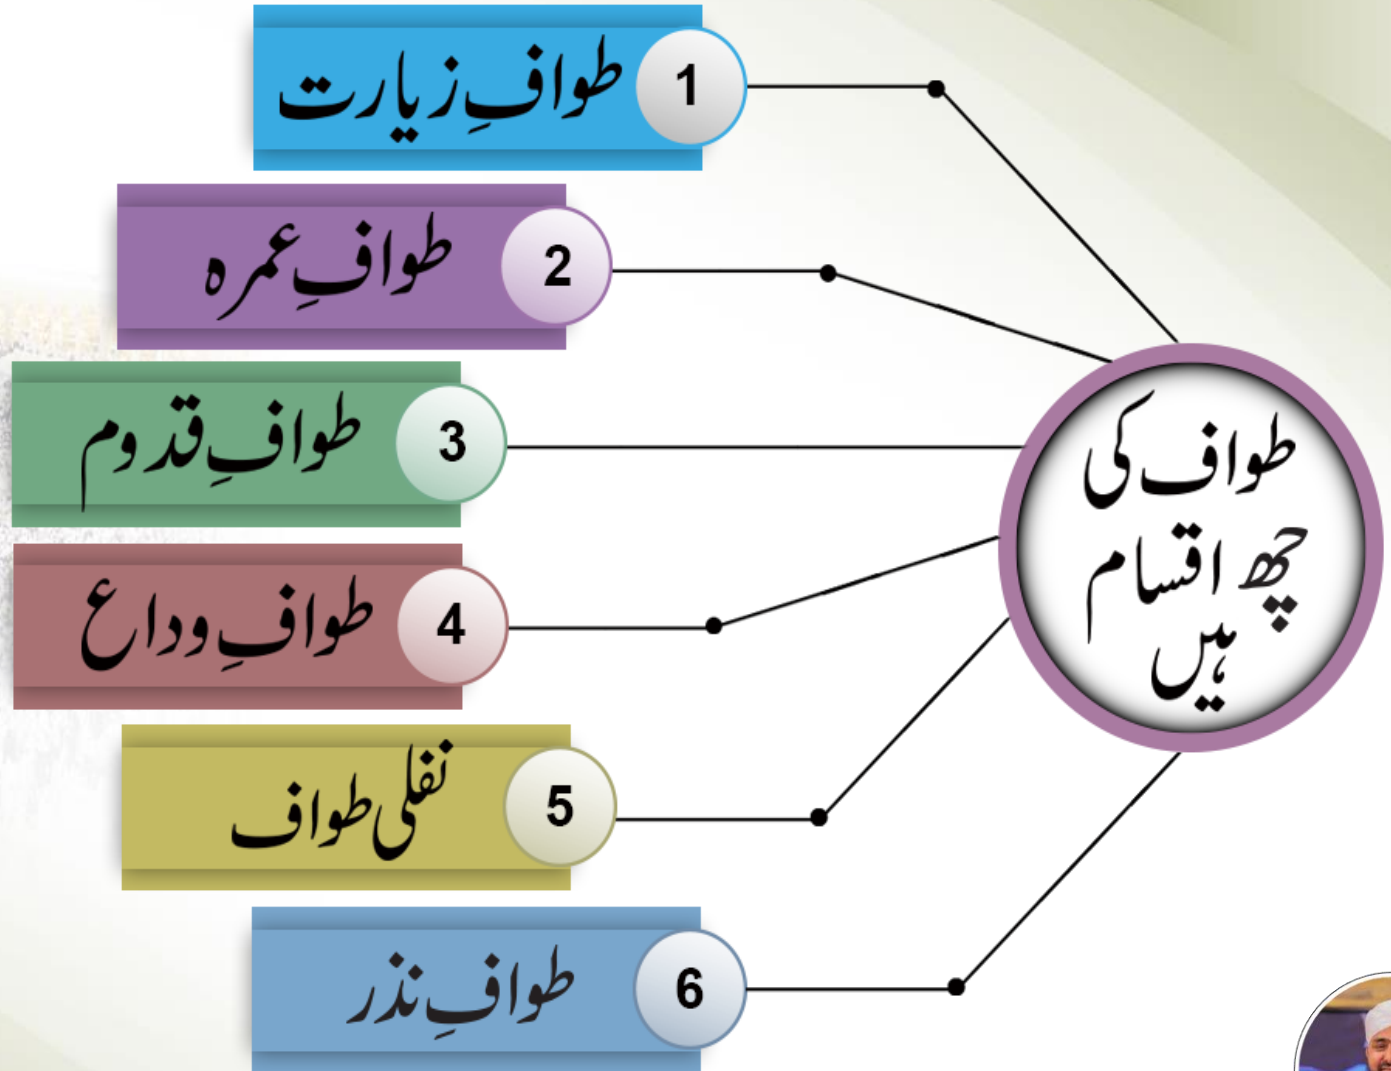 طواف کی
چھ اقسام
ہیں
1 طوافِ زیارت
2 طوافِ عمرہ
3 طوافِ قدوم
4 طوافِ وداع
5 نفلی طواف
6 طوافِ نذر